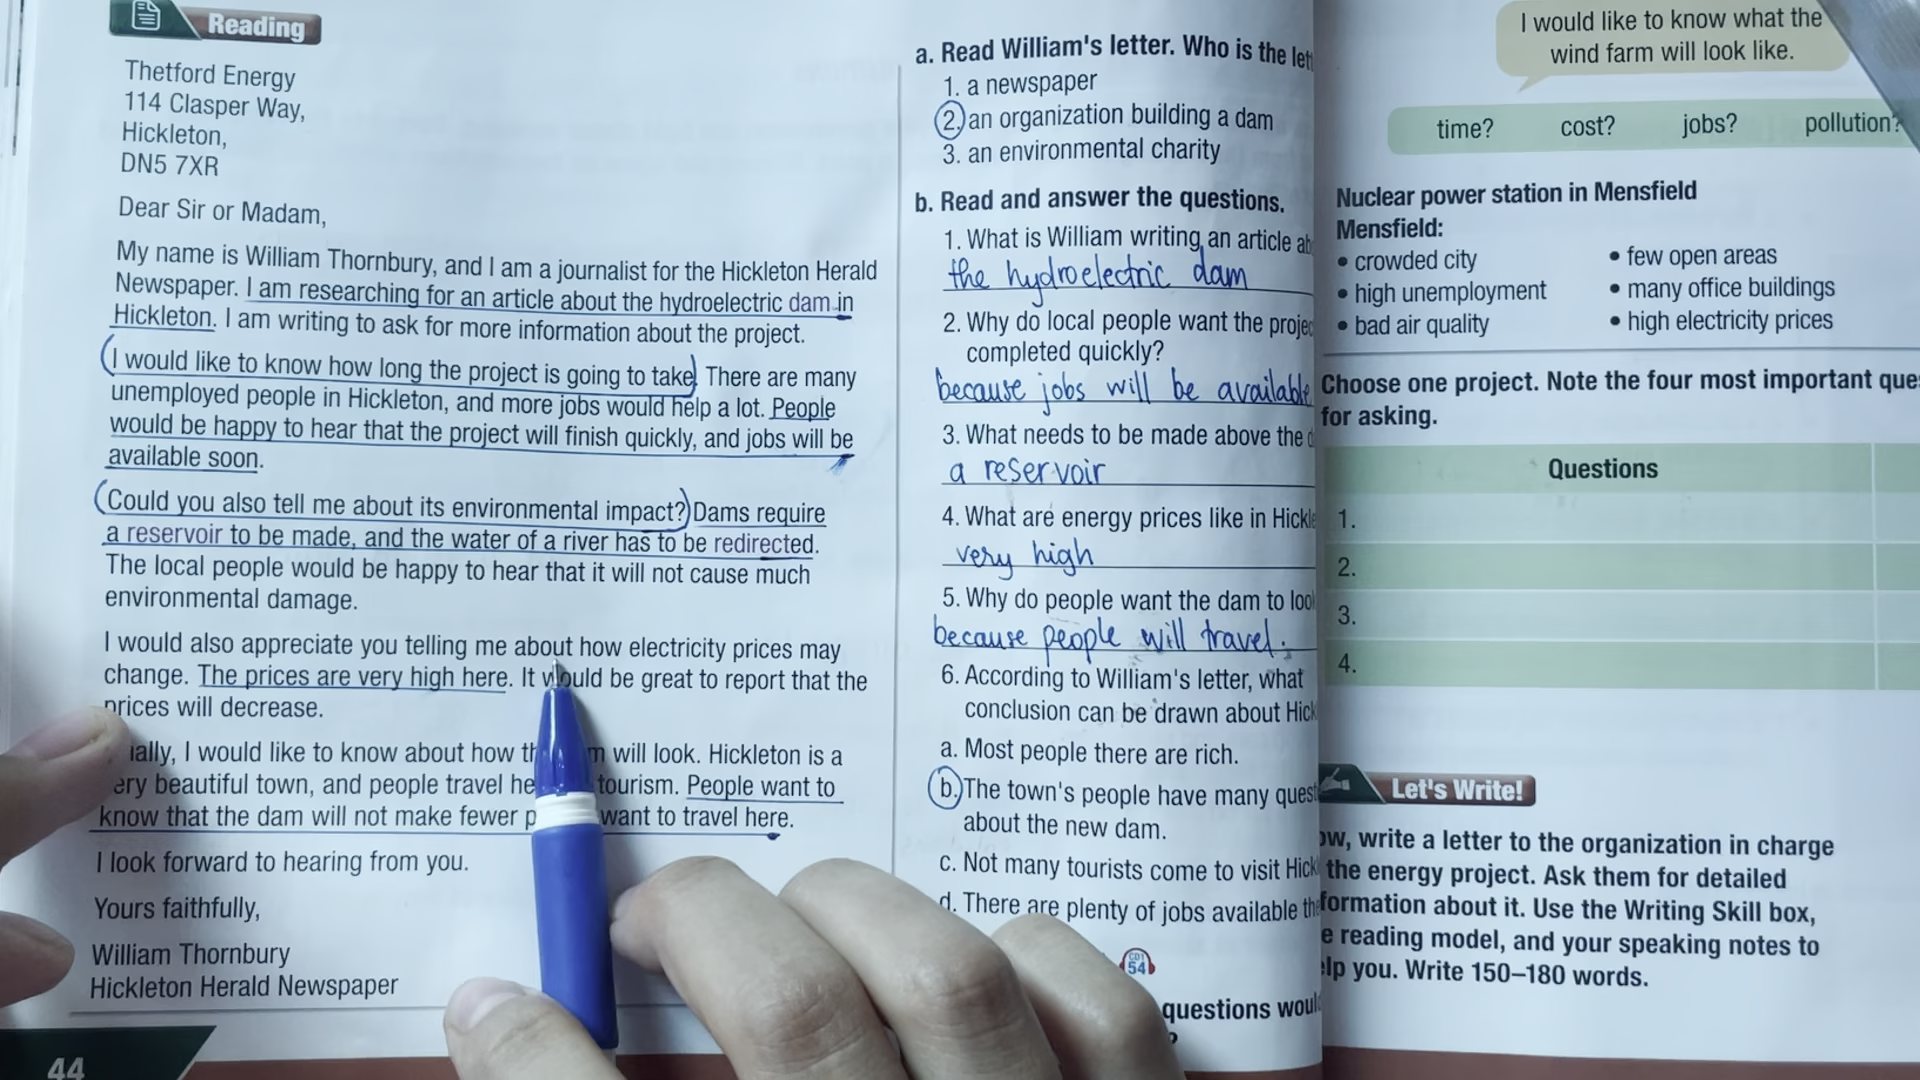 Reading
Thetford Energy
114 Clasper Way,
Hickleton,
DN5 7XR
Dear Sir or Madam,
My name is William Thornbury, and I am a journalist for the Hickleton Herald
Newspaper. I am researching for an article about the hydroelectric dam in
Hickleton. I am writing to ask for more information about the project.
I would like to know how long the project is going to take. There are many
unemployed people in Hickleton, and more jobs would help a lot. People
would be happy to hear that the project will finish quickly, and jobs will be
available soon.
Could you also tell me about its environmental impact? Dams require
a reservoir to be made, and the water of a river has to be redirected.
The local people would be happy to hear that it will not cause much
environmental damage.
I would also appreciate you telling me about how electricity prices may
change. The prices are very high here. It would be great to report that the
prices will decrease.
I would like to know about how will look. Hickleton is a
very beautiful town, and people travel tourism. People want to
know that the dam will not make fewer want to travel here.
I look forward to hearing from you.
Yours faithfully,
William Thornbury
Hickleton Herald Newspaper
44
a. Read William's letter. Who is the
1. a newspaper
2. an organization building a dam
3. an environmental charity
b. Read and answer the questions.
1. What is William writing an article
the hydroelectric dam
2. Why do local people want the
completed quickly?
because jobs will be available
3. What needs to be made above the
a reservoir
4. What are energy prices like in
very high
5. Why do people want the dam to
because people will travel.
6. According to William's letter, what
conclusion can be drawn about
a. Most people there are rich.
b. The town's people have many
about the new dam.
c. Not many tourists come to visit
d. There are plenty of jobs available
CD1
54
questions
I would like to know what the
wind farm will look like.
time? cost? jobs? pollution?
Nuclear power station in Mensfield
Mensfield:
• crowded city • few open areas
• high unemployment • many office buildings
• bad air quality • high electricity prices
Choose one project. Note the four most important
for asking.
Questions
1.
2.
3.
4.
Let's Write!
write a letter to the organization in charge
the energy project. Ask them for detailed
about it. Use the Writing Skill box,
reading model, and your speaking notes to
you. Write 150–180 words.